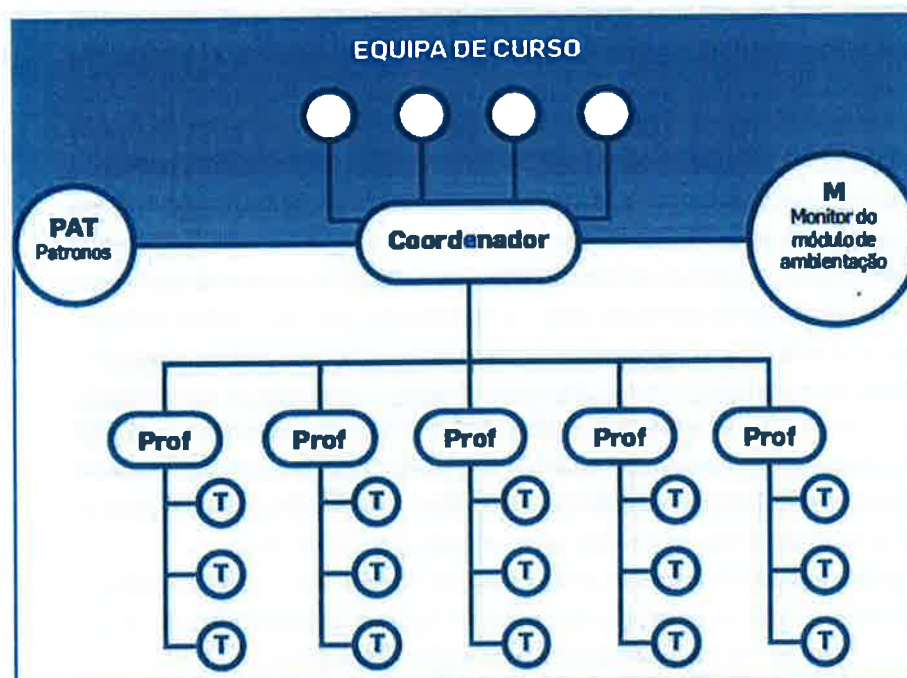 EQUIPA DE CURSO
PAT
Patronos
Coordenador
M
Monitor do
módulo de
ambientação
Prof Prof Prof Prof Prof
T T T T T
T T T T T
T T T T T